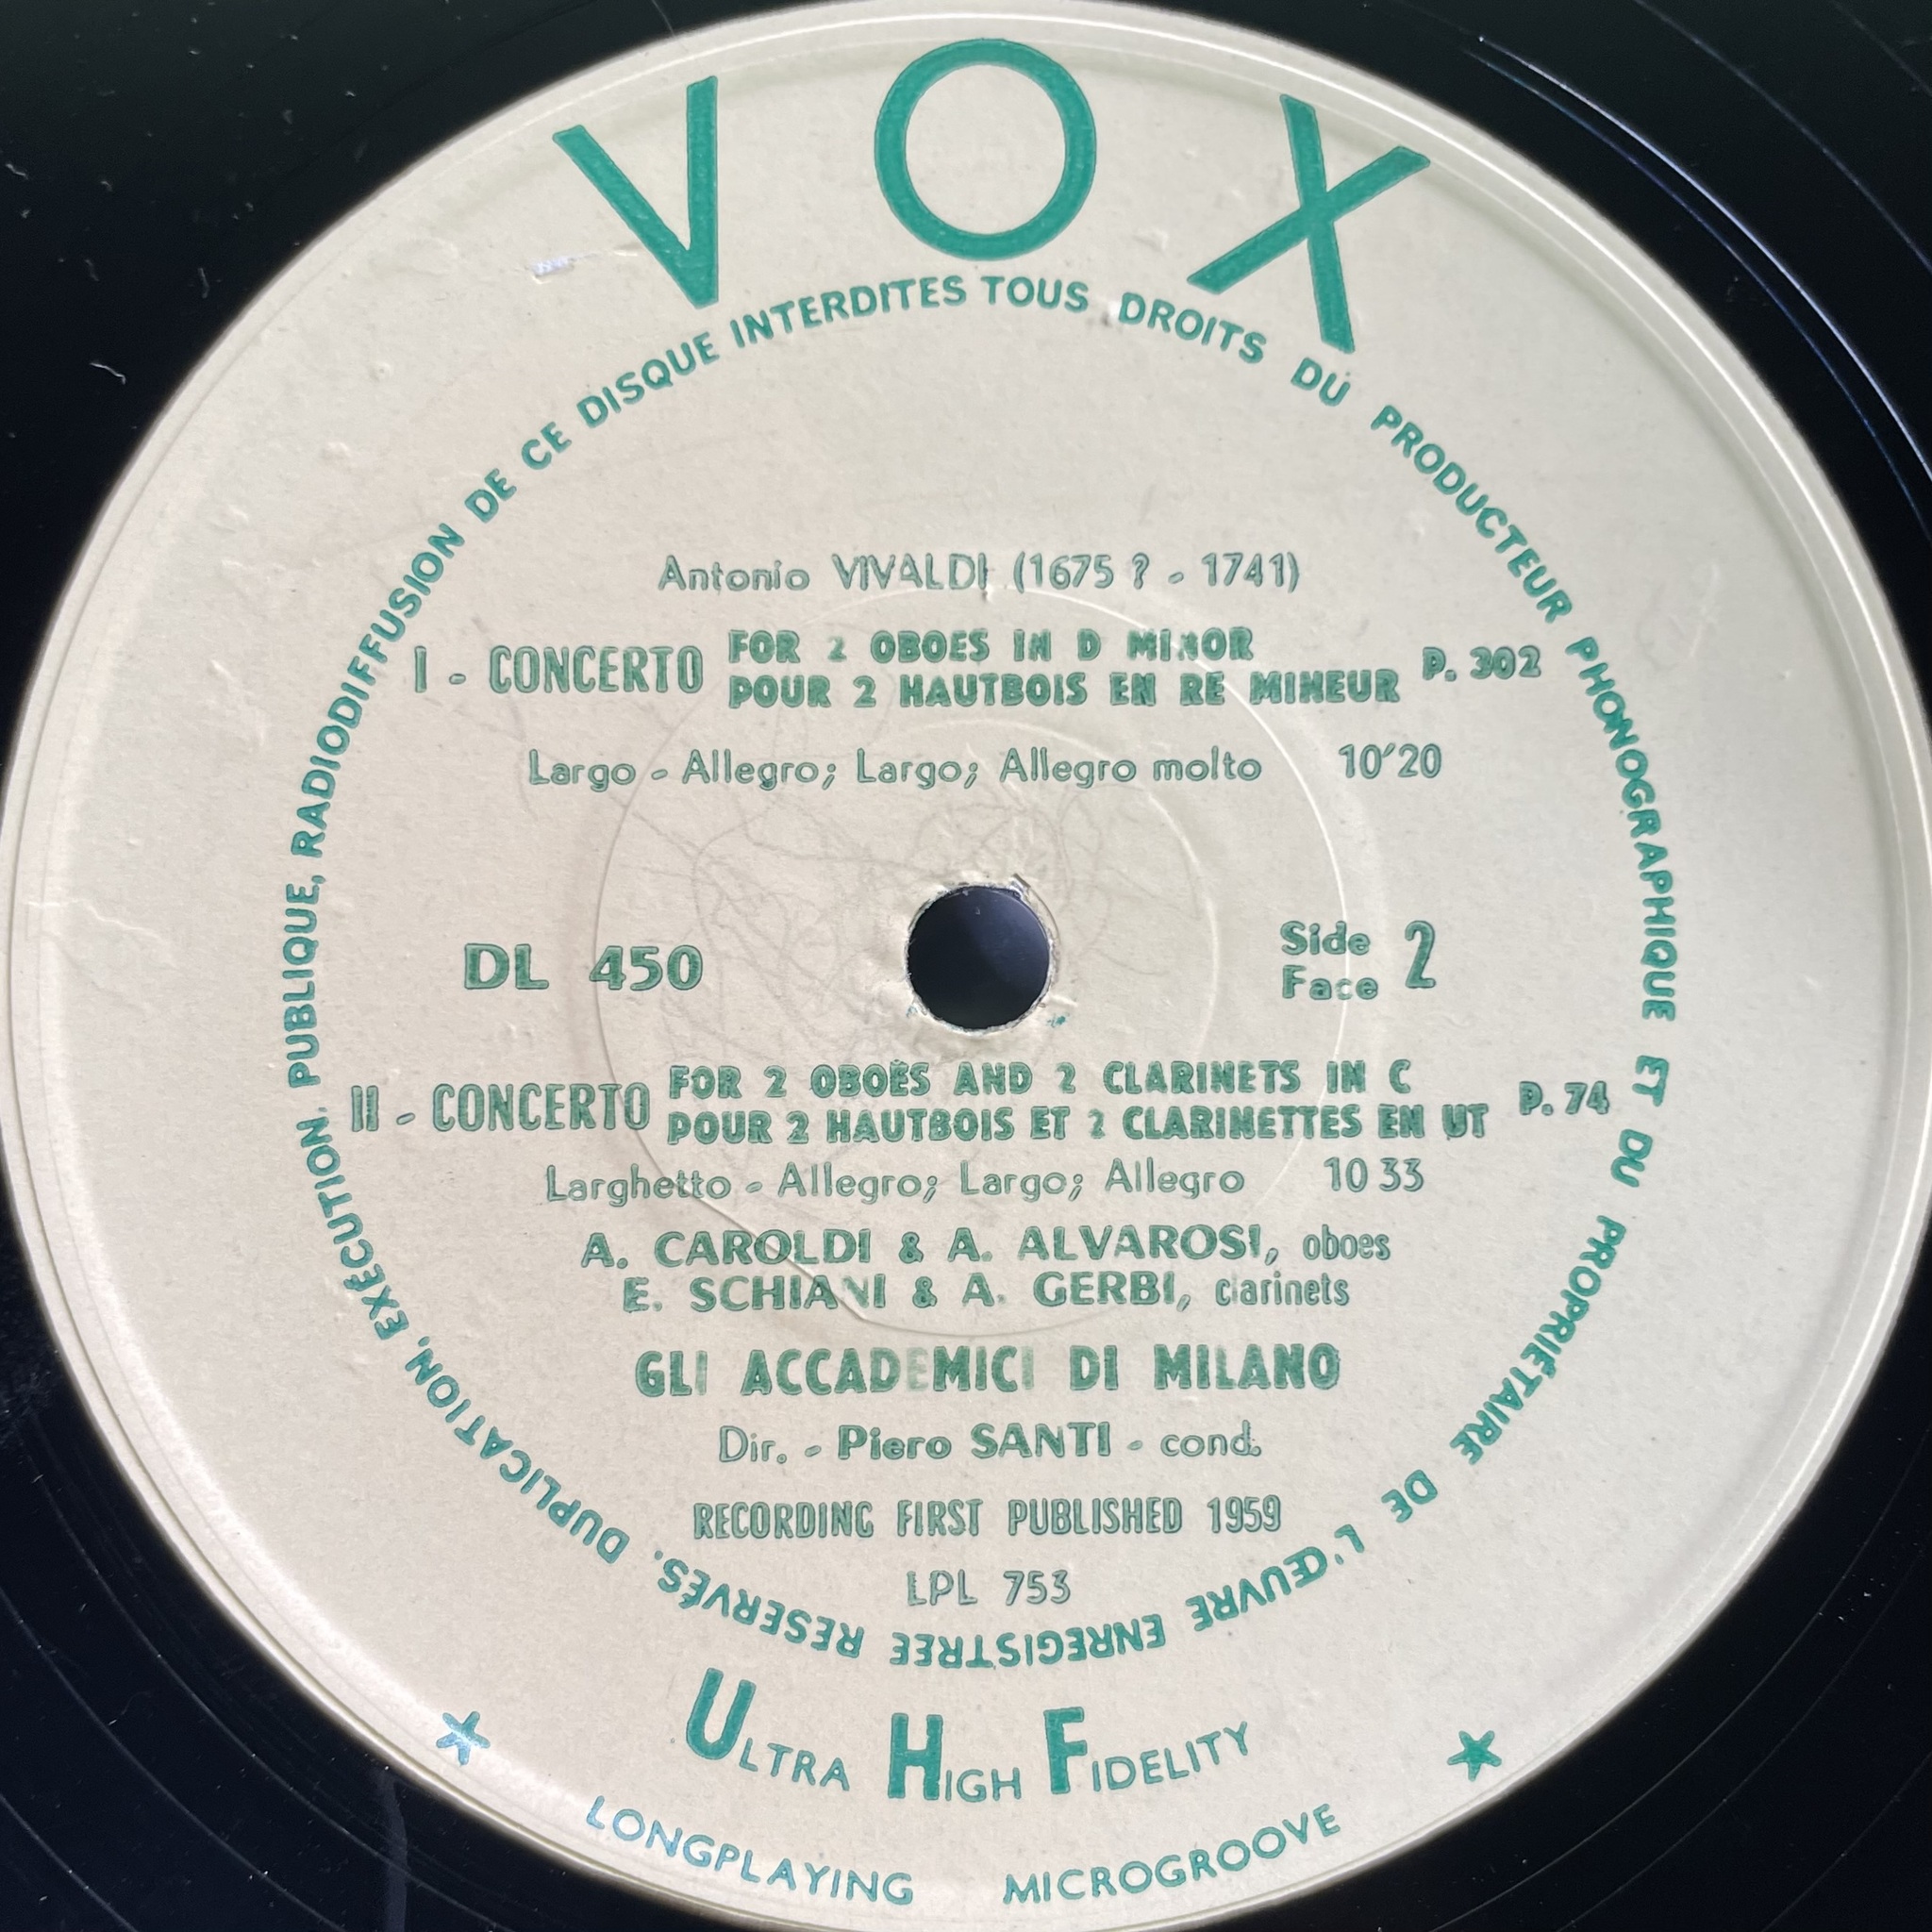 VOX
DUPLICATION, EXÉCUTION PUBLIQUE, RADIODIFFUSION DE CE DISQUE INTERDITES TOUS DROITS DU PRODUCTEUR PHONOGRAPHIQUE ET DU PROPRIÉTAIRE DE L'ŒUVRE ENREGISTREE RESERVÉS.
Antonio VIVALDI (1675 ? - 1741)
I - CONCERTO FOR 2 OBOES IN D MINOR P. 302
POUR 2 HAUTBOIS EN RE MINEUR
Largo - Allegro; Largo; Allegro molto 10'20
DL 450
Side 2
Face
II - CONCERTO FOR 2 OBOES AND 2 CLARINETS IN C P. 74
POUR 2 HAUTBOIS ET 2 CLARINETTES EN UT
Larghetto - Allegro; Largo; Allegro 10 33
A. CAROLDI & A. ALVAROSI, oboes
E. SCHIANI & A. GERBI, clarinets
GLI ACCADEMICI DI MILANO
Dir. - Piero SANTI - cond.
RECORDING FIRST PUBLISHED 1959
LPL 753
ULTRA HIGH FIDELITY
LONGPLAYING MICROGROOVE